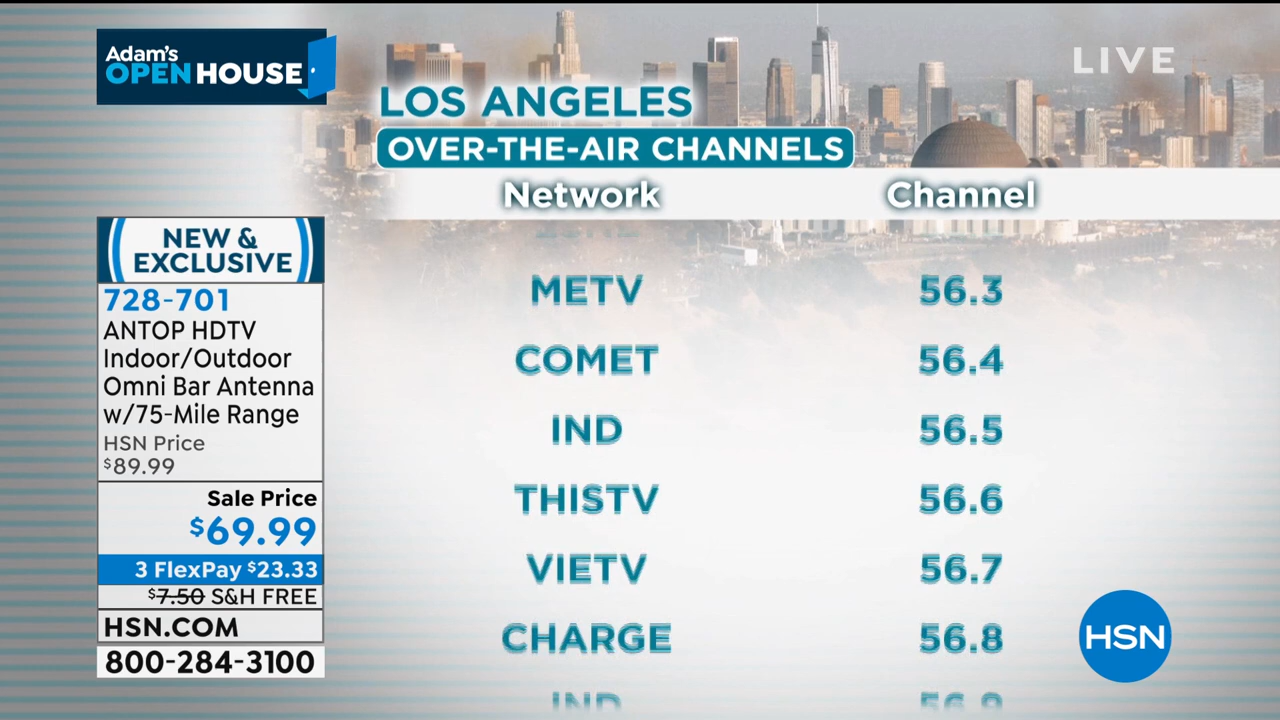 Adam's
OPEN HOUSE
LIVE
LOS ANGELES
OVER-THE-AIR CHANNELS
Network Channel
METV 56.3
COMET 56.4
IND 56.5
THISTV 56.6
VIETV 56.7
CHARGE 56.8
IND 56.9
NEW &
EXCLUSIVE
728-701
ANTOP HDTV
Indoor/Outdoor
Omni Bar Antenna
w/75-Mile Range
HSN Price
$89.99
Sale Price
$69.99
3 FlexPay $23.33
$7.50 S&H FREE
HSN.COM
800-284-3100
HSN